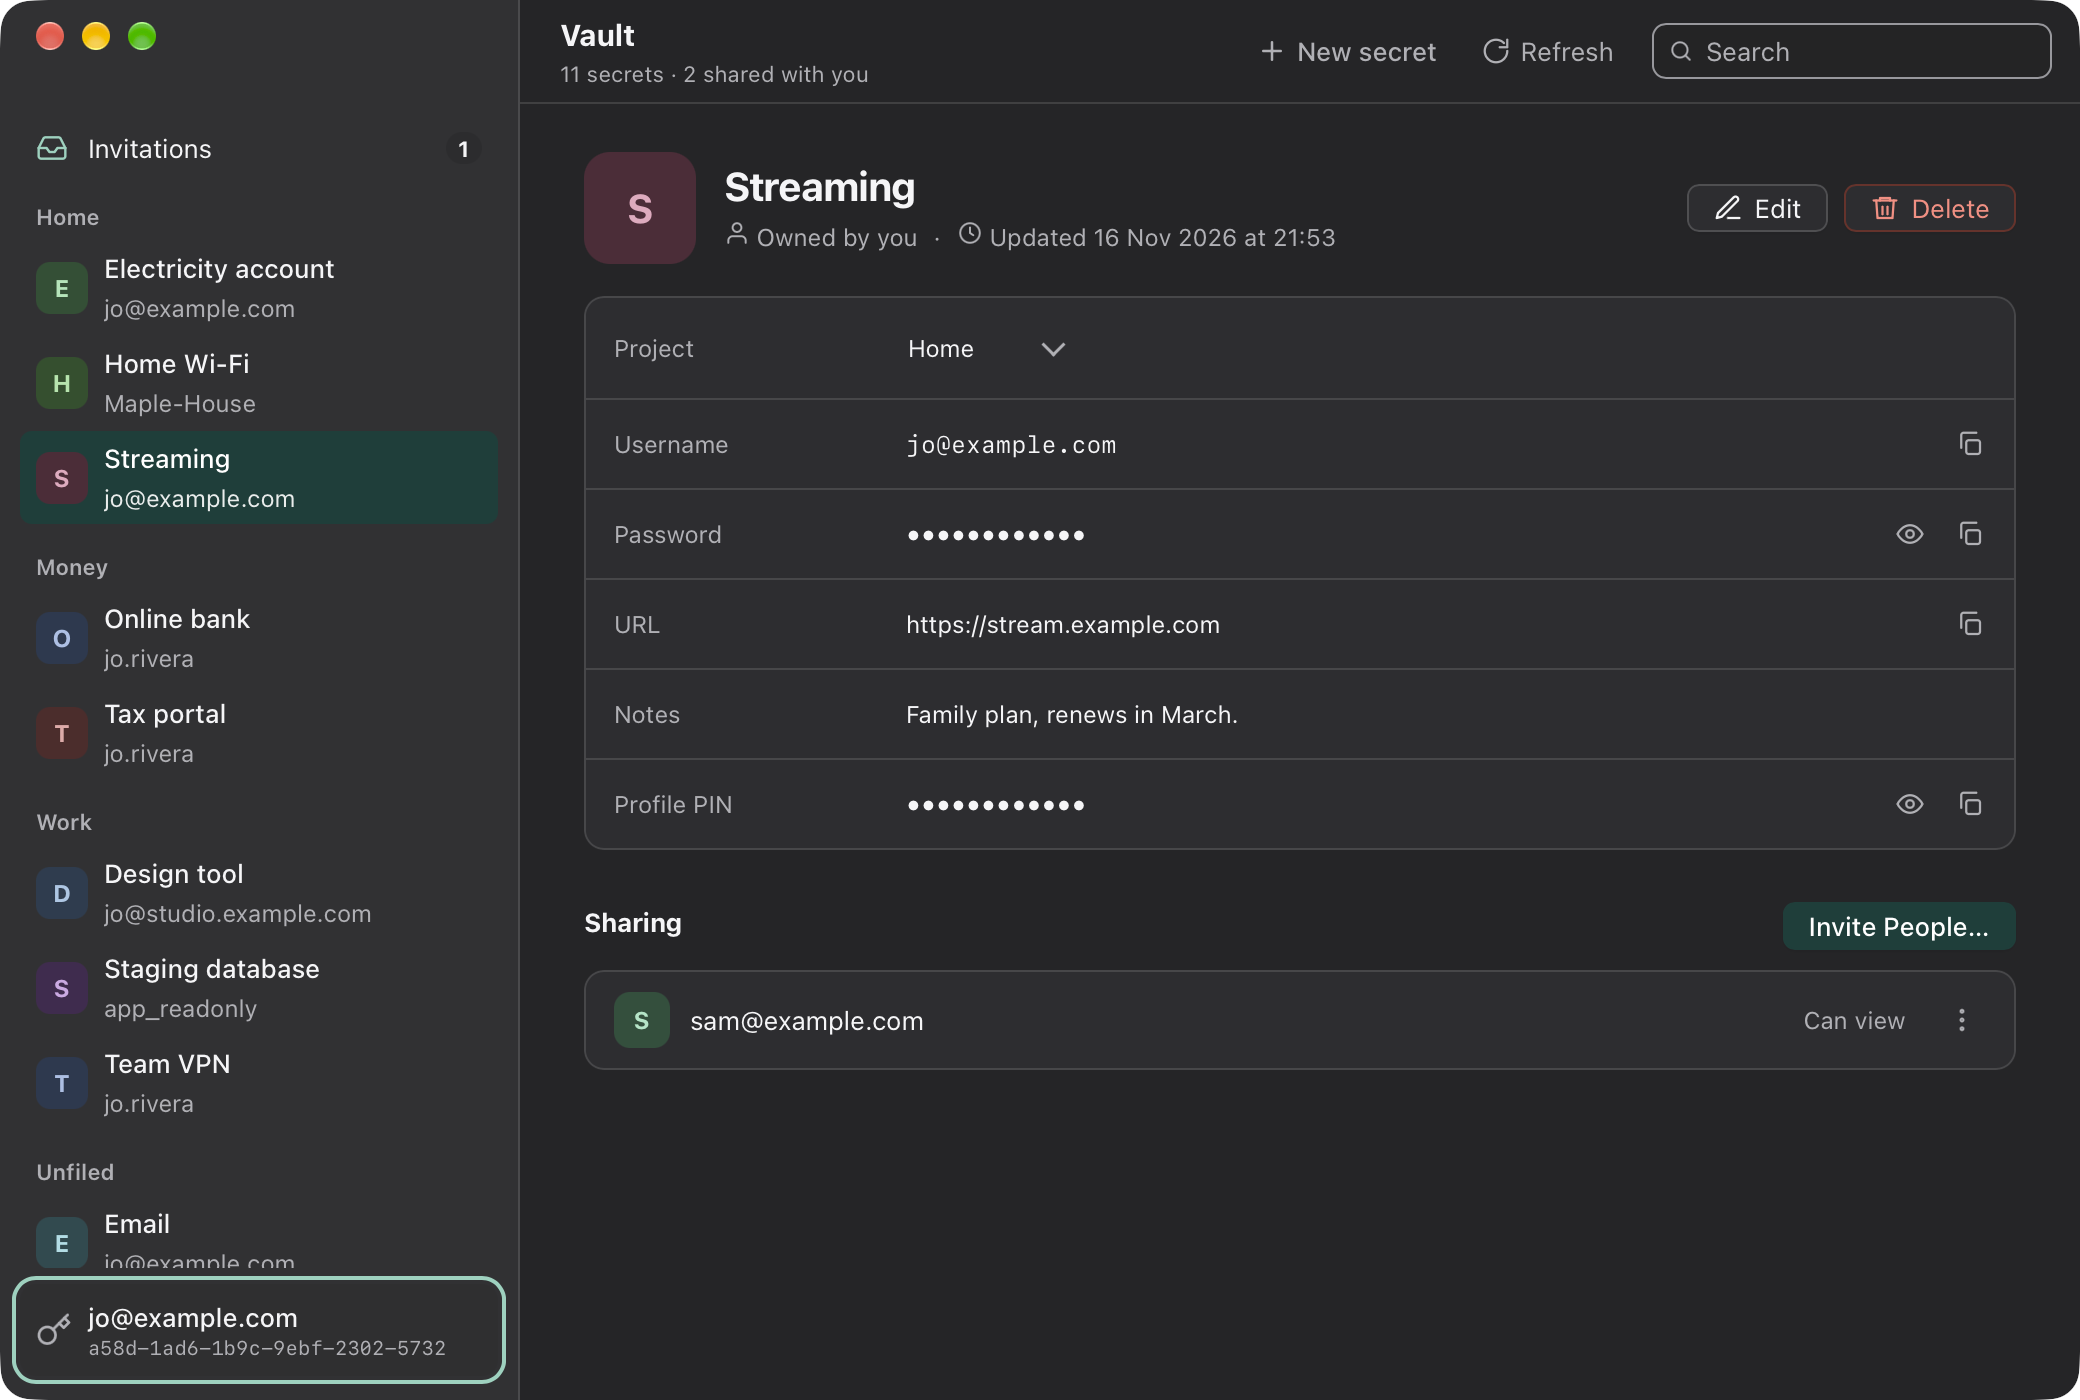 Vault
11 secrets · 2 shared with you
New secret
Refresh
Search
Invitations
1
Home
E
Electricity account
jo@example.com
H
Home Wi-Fi
Maple-House
S
Streaming
jo@example.com
Money
O
Online bank
jo.rivera
T
Tax portal
jo.rivera
Work
D
Design tool
jo@studio.example.com
S
Staging database
app_readonly
T
Team VPN
jo.rivera
Unfiled
E
Email
jo@example.com
jo@example.com
a58d-1ad6-1b9c-9ebf-2302-5732
S
Streaming
Owned by you · Updated 16 Nov 2026 at 21:53
Edit
Delete
Project
Home
Username
jo@example.com
Password
••••••••••••
URL
https://stream.example.com
Notes
Family plan, renews in March.
Profile PIN
••••••••••••
Sharing
Invite People...
S
sam@example.com
Can view